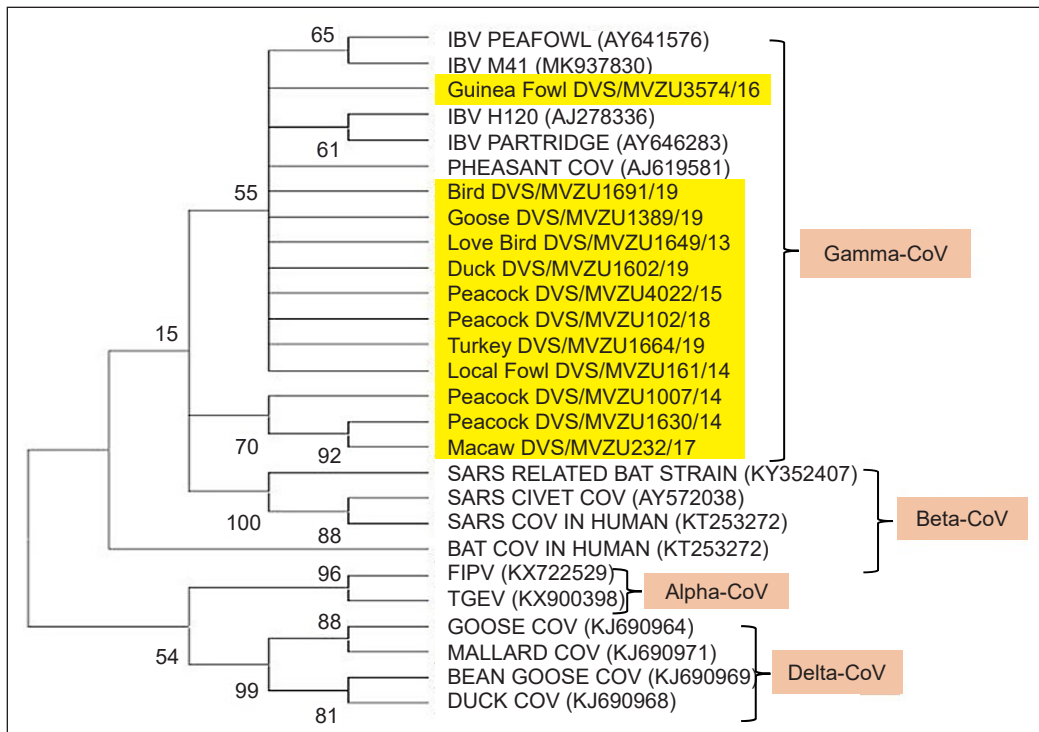 65
IBV PEAFOWL (AY641576)
IBV M41 (MK937830)
Guinea Fowl DVS/MVZU3574/16
IBV H120 (AJ278336)
61
IBV PARTRIDGE (AY646283)
PHEASANT COV (AJ619581)
55
Bird DVS/MVZU1691/19
Goose DVS/MVZU1389/19
Love Bird DVS/MVZU1649/13
Gamma-CoV
Duck DVS/MVZU1602/19
Peacock DVS/MVZU4022/15
15
Peacock DVS/MVZU102/18
Turkey DVS/MVZU1664/19
Local Fowl DVS/MVZU161/14
Peacock DVS/MVZU1007/14
Peacock DVS/MVZU1630/14
70
92
Macaw DVS/MVZU232/17
SARS RELATED BAT STRAIN (KY352407)
SARS CIVET COV (AY572038)
Beta-CoV
100
SARS COV IN HUMAN (KT253272)
88
BAT COV IN HUMAN (KT253272)
96
FIPV (KX722529)
Alpha-CoV
TGEV (KX900398)
88
GOOSE COV (KJ690964)
54
MALLARD COV (KJ690971)
Delta-CoV
99
BEAN GOOSE COV (KJ690969)
81
DUCK COV (KJ690968)